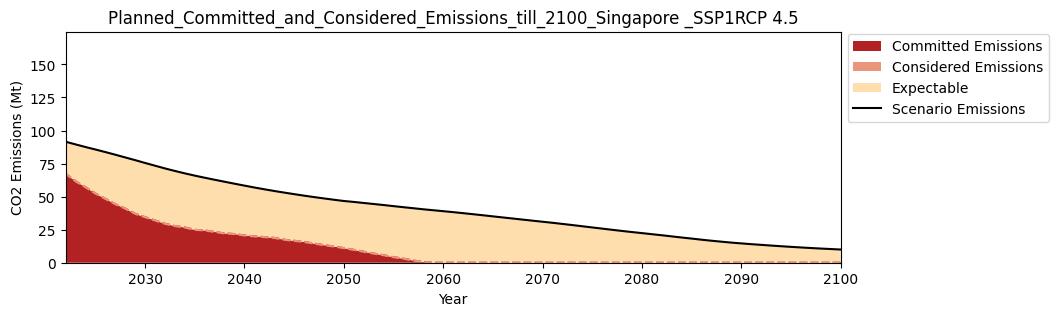 Planned_Committed_and_Considered_Emissions_till_2100_Singapore _SSP1RCP 4.5
Committed Emissions
Considered Emissions
Expectable
Scenario Emissions
CO2 Emissions (Mt)
150
125
100
75
50
25
0
2030 2040 2050 2060 2070 2080 2090 2100
Year